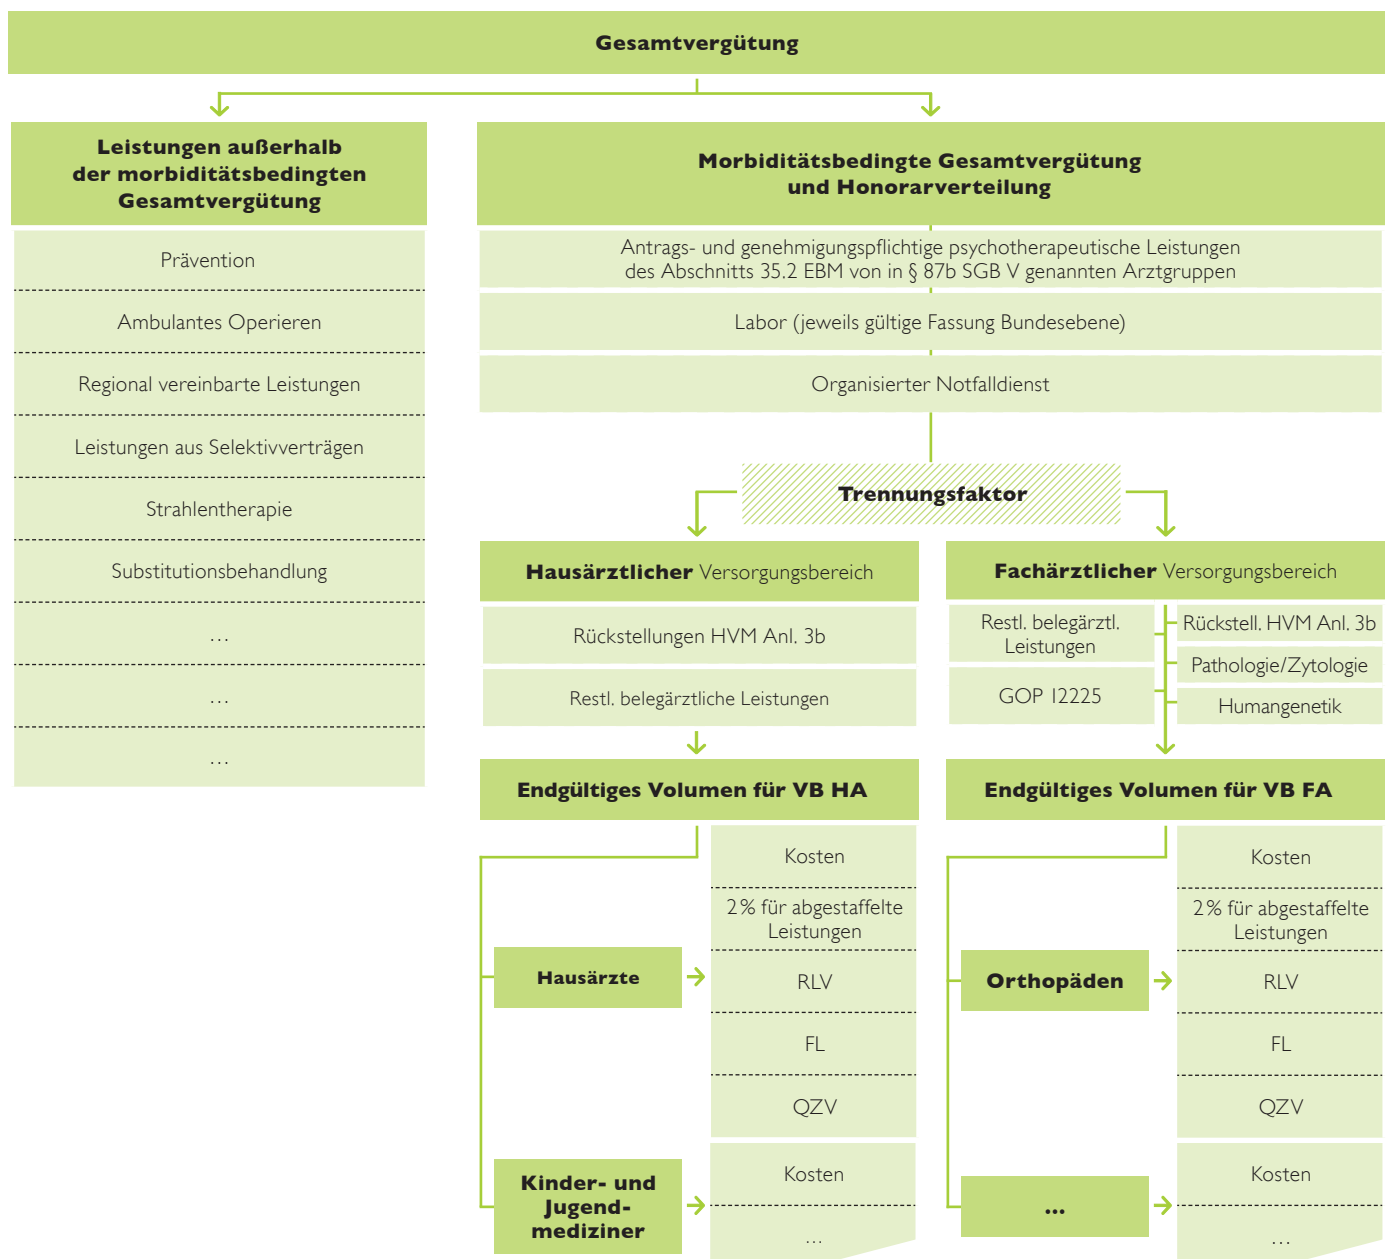 Gesamtvergütung
Leistungen außerhalb
der morbiditätsbedingten
Gesamtvergütung
Prävention
Ambulantes Operieren
Regional vereinbarte Leistungen
Leistungen aus Selektivverträgen
Strahlentherapie
Substitutionsbehandlung
…
…
…
Morbiditätsbedingte Gesamtvergütung
und Honorarverteilung
Antrags- und genehmigungspflichtige psychotherapeutische Leistungen
des Abschnitts 35.2 EBM von in § 87b SGB V genannten Arztgruppen
Labor (jeweils gültige Fassung Bundesebene)
Organisierter Notfalldienst
Trennungsfaktor
Hausärztlicher Versorgungsbereich
Rückstellungen HVM Anl. 3b
Restl. belegärztliche Leistungen
Endgültiges Volumen für VB HA
Hausärzte
Kosten
2 % für abgestaffelte
Leistungen
RLV
FL
QZV
Kinder- und
Jugend-
mediziner
Kosten
…
Fachärztlicher Versorgungsbereich
Restl. belegärztl.
Leistungen
GOP 12225
Rückstell. HVM Anl. 3b
Pathologie/Zytologie
Humangenetik
Endgültiges Volumen für VB FA
Orthopäden
Kosten
2 % für abgestaffelte
Leistungen
RLV
FL
QZV
…
Kosten
…